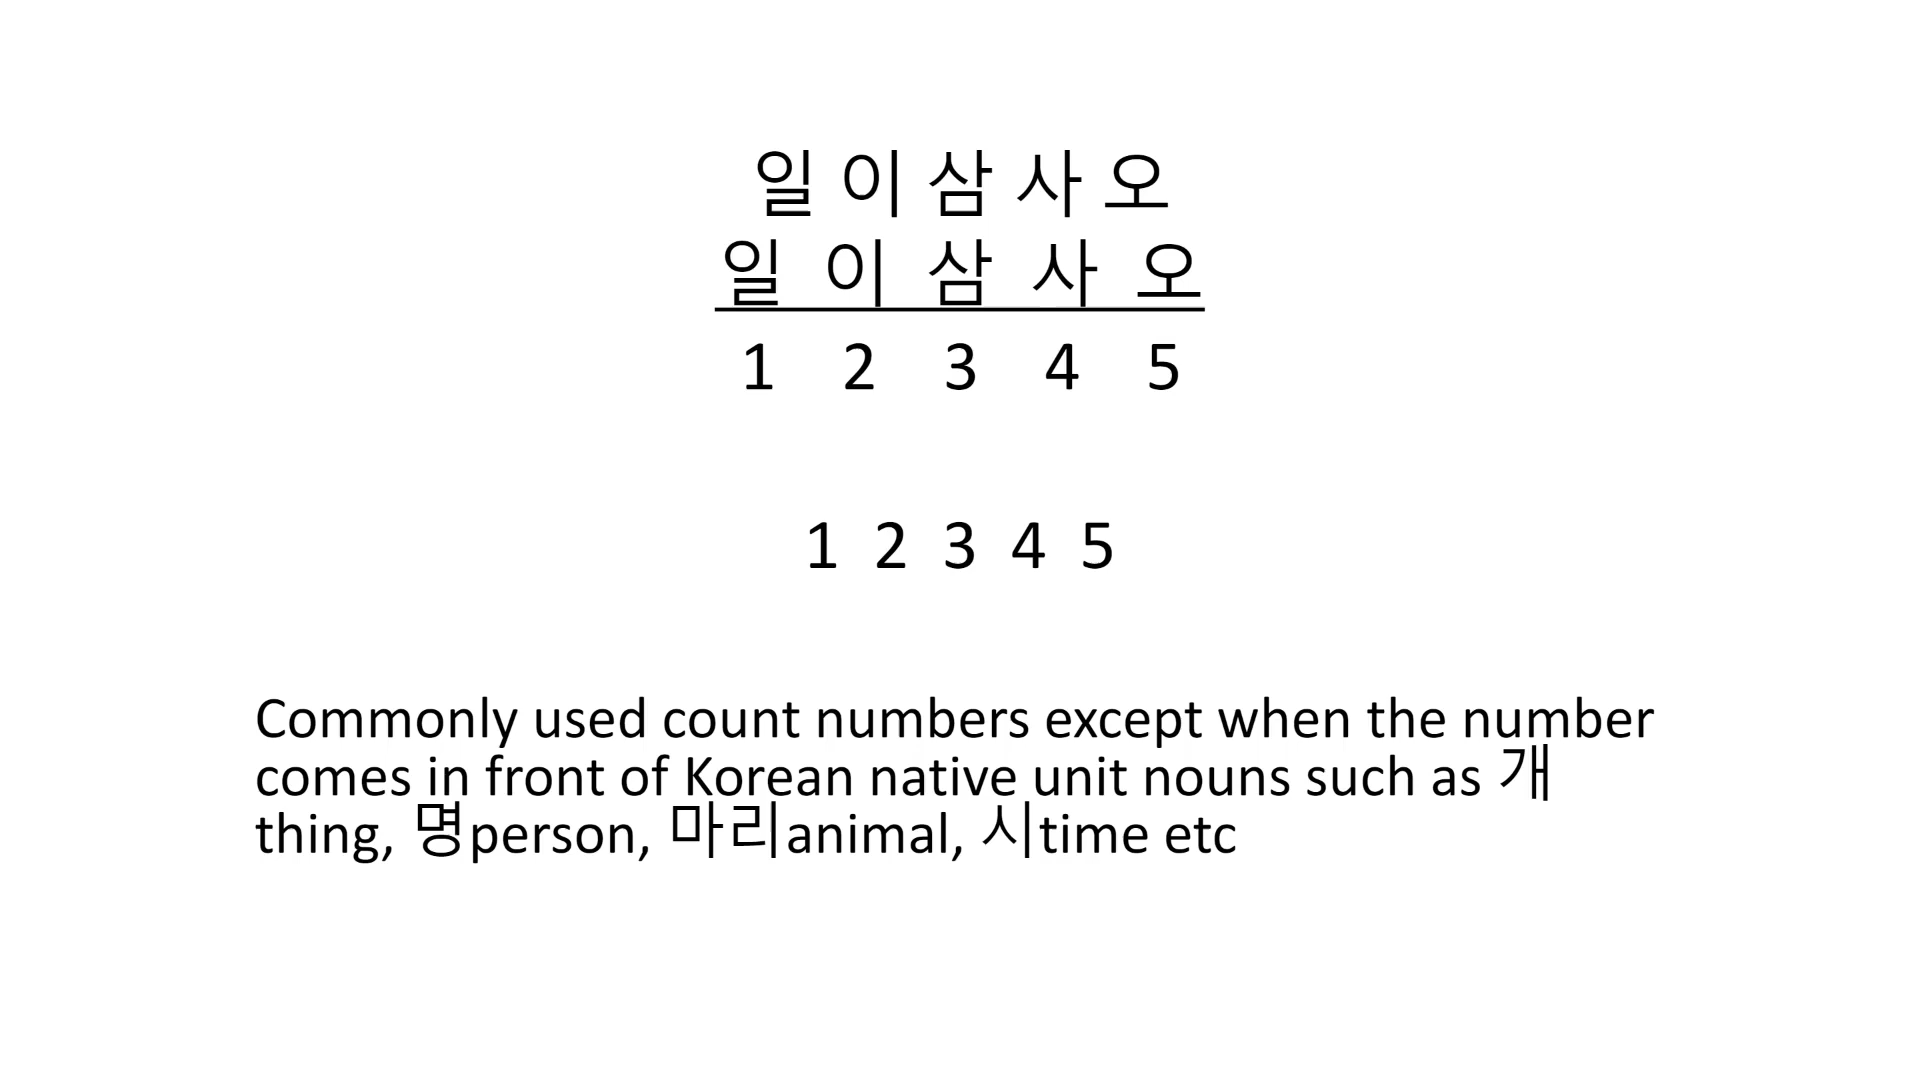 일 이 삼 사 오
일 이 삼 사 오
1 2 3 4 5
1 2 3 4 5
Commonly used count numbers except when the number
comes in front of Korean native unit nouns such as 개
thing, 명person, 마리animal, 시time etc